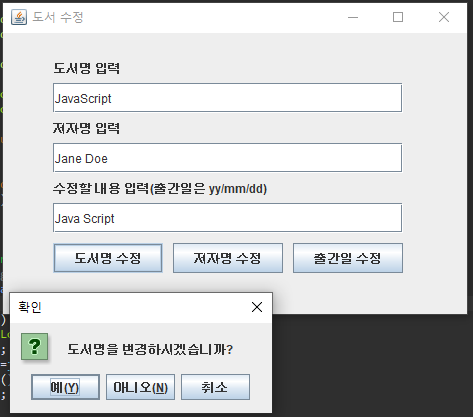 도서 수정
도서명 입력
JavaScript
저자명 입력
Jane Doe
수정할 내용 입력(출간일은 yy/mm/dd)
Java Script
도서명 수정
저자명 수정
출간일 수정
확인
도서명을 변경하시겠습니까?
예(Y)
아니오(N)
취소